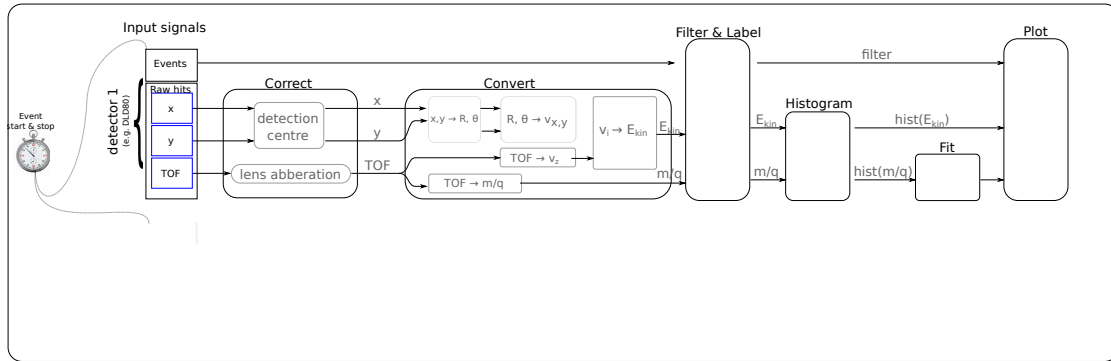 Input signals
Filter & Label
Plot
Events
filter
Raw hits
Correct
Convert
detector 1
(e.g. DLD80)
x
x
x,y → R, θ
R, θ → vx,y
vi → Ekin
Ekin
Ekin
Histogram
hist(Ekin)
Event
start & stop
detection
centre
y
y
Fit
TOF
lens abberation
TOF
TOF → vz
TOF → m/q
m/q
m/q
hist(m/q)